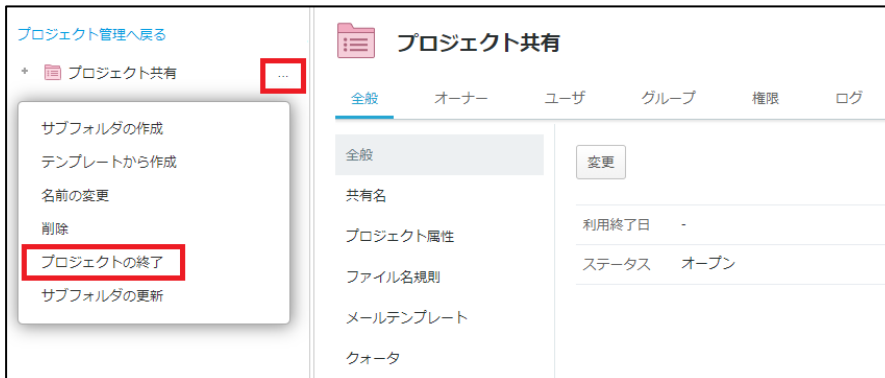 プロジェクト管理へ戻る
+ プロジェクト共有 ...
サブフォルダの作成
テンプレートから作成
名前の変更
削除
プロジェクトの終了
サブフォルダの更新
プロジェクト共有
全般 オーナー ユーザ グループ 権限 ログ
全般
共有名
プロジェクト属性
ファイル名規則
メールテンプレート
クォータ
変更
利用終了日 -
ステータス オープン